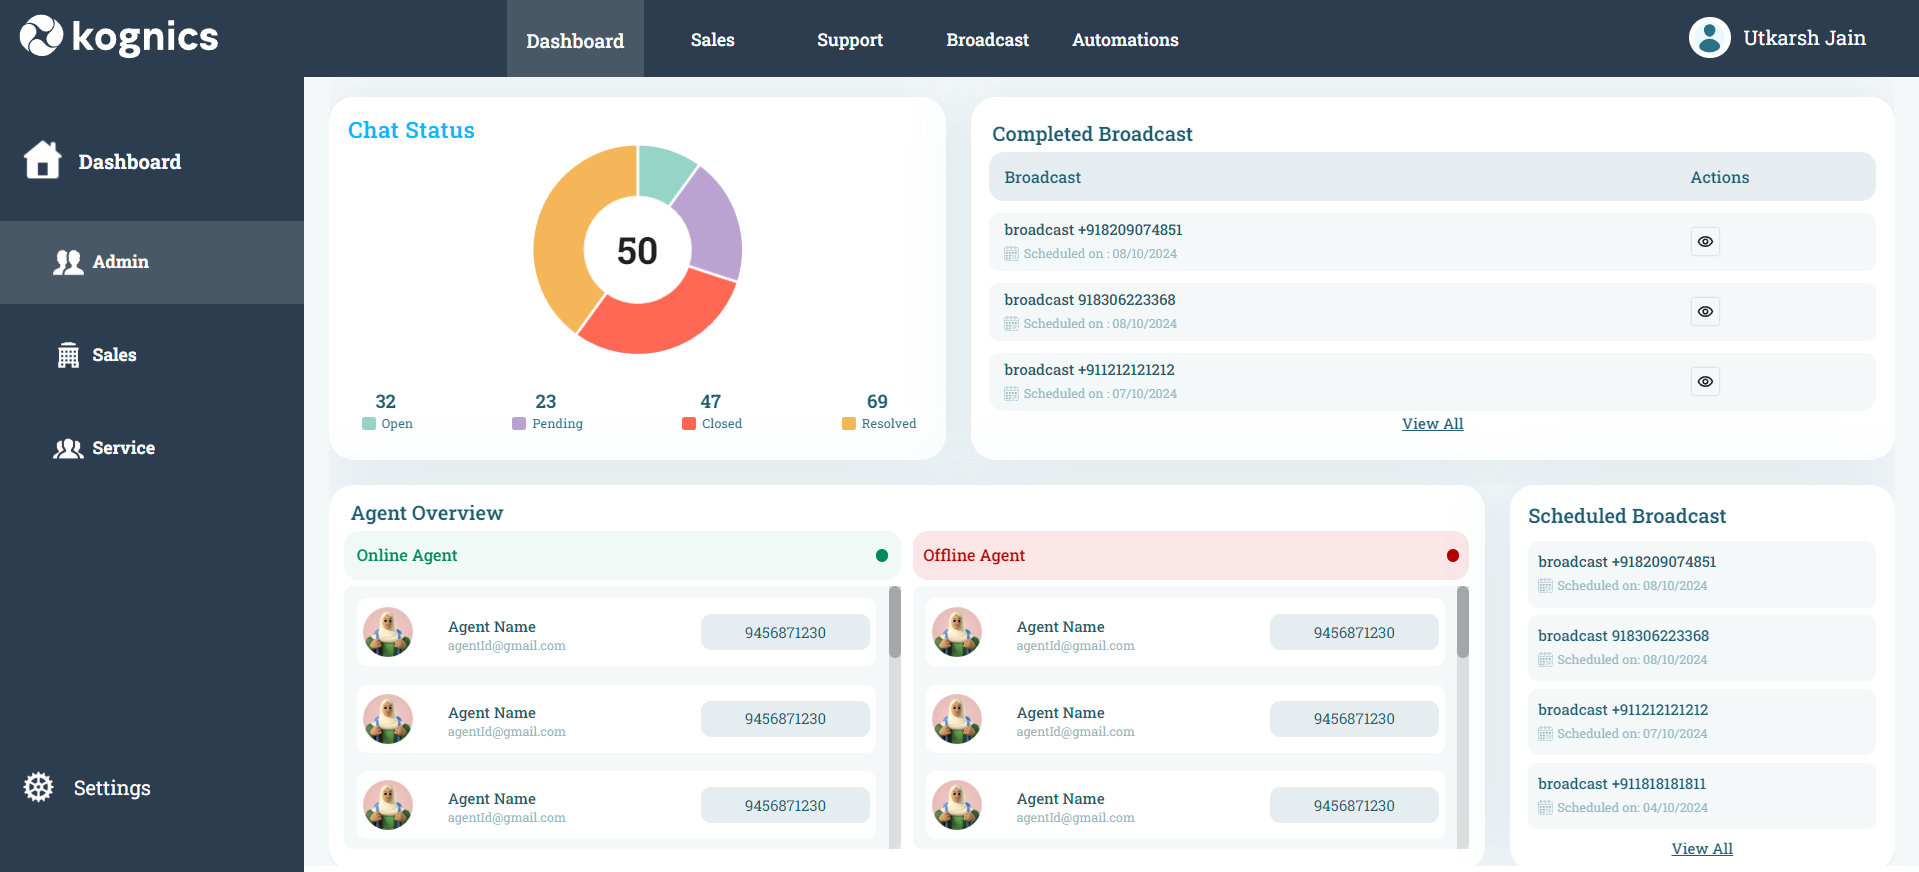 kognics
Dashboard
Sales
Support
Broadcast
Automations
Utkarsh Jain
Dashboard
Admin
Sales
Service
Settings
Chat Status
50
32
Open
23
Pending
47
Closed
69
Resolved
Completed Broadcast
Broadcast Actions
broadcast +918209074851
Scheduled on : 08/10/2024
broadcast 918306223368
Scheduled on : 08/10/2024
broadcast +911212121212
Scheduled on : 07/10/2024
View All
Agent Overview
Online Agent
Agent Name
agentId@gmail.com
9456871230
Agent Name
agentId@gmail.com
9456871230
Agent Name
agentId@gmail.com
9456871230
Offline Agent
Agent Name
agentId@gmail.com
9456871230
Agent Name
agentId@gmail.com
9456871230
Agent Name
agentId@gmail.com
9456871230
Scheduled Broadcast
broadcast +918209074851
Scheduled on: 08/10/2024
broadcast 918306223368
Scheduled on: 08/10/2024
broadcast +911212121212
Scheduled on: 07/10/2024
broadcast +911818181811
Scheduled on: 04/10/2024
View All